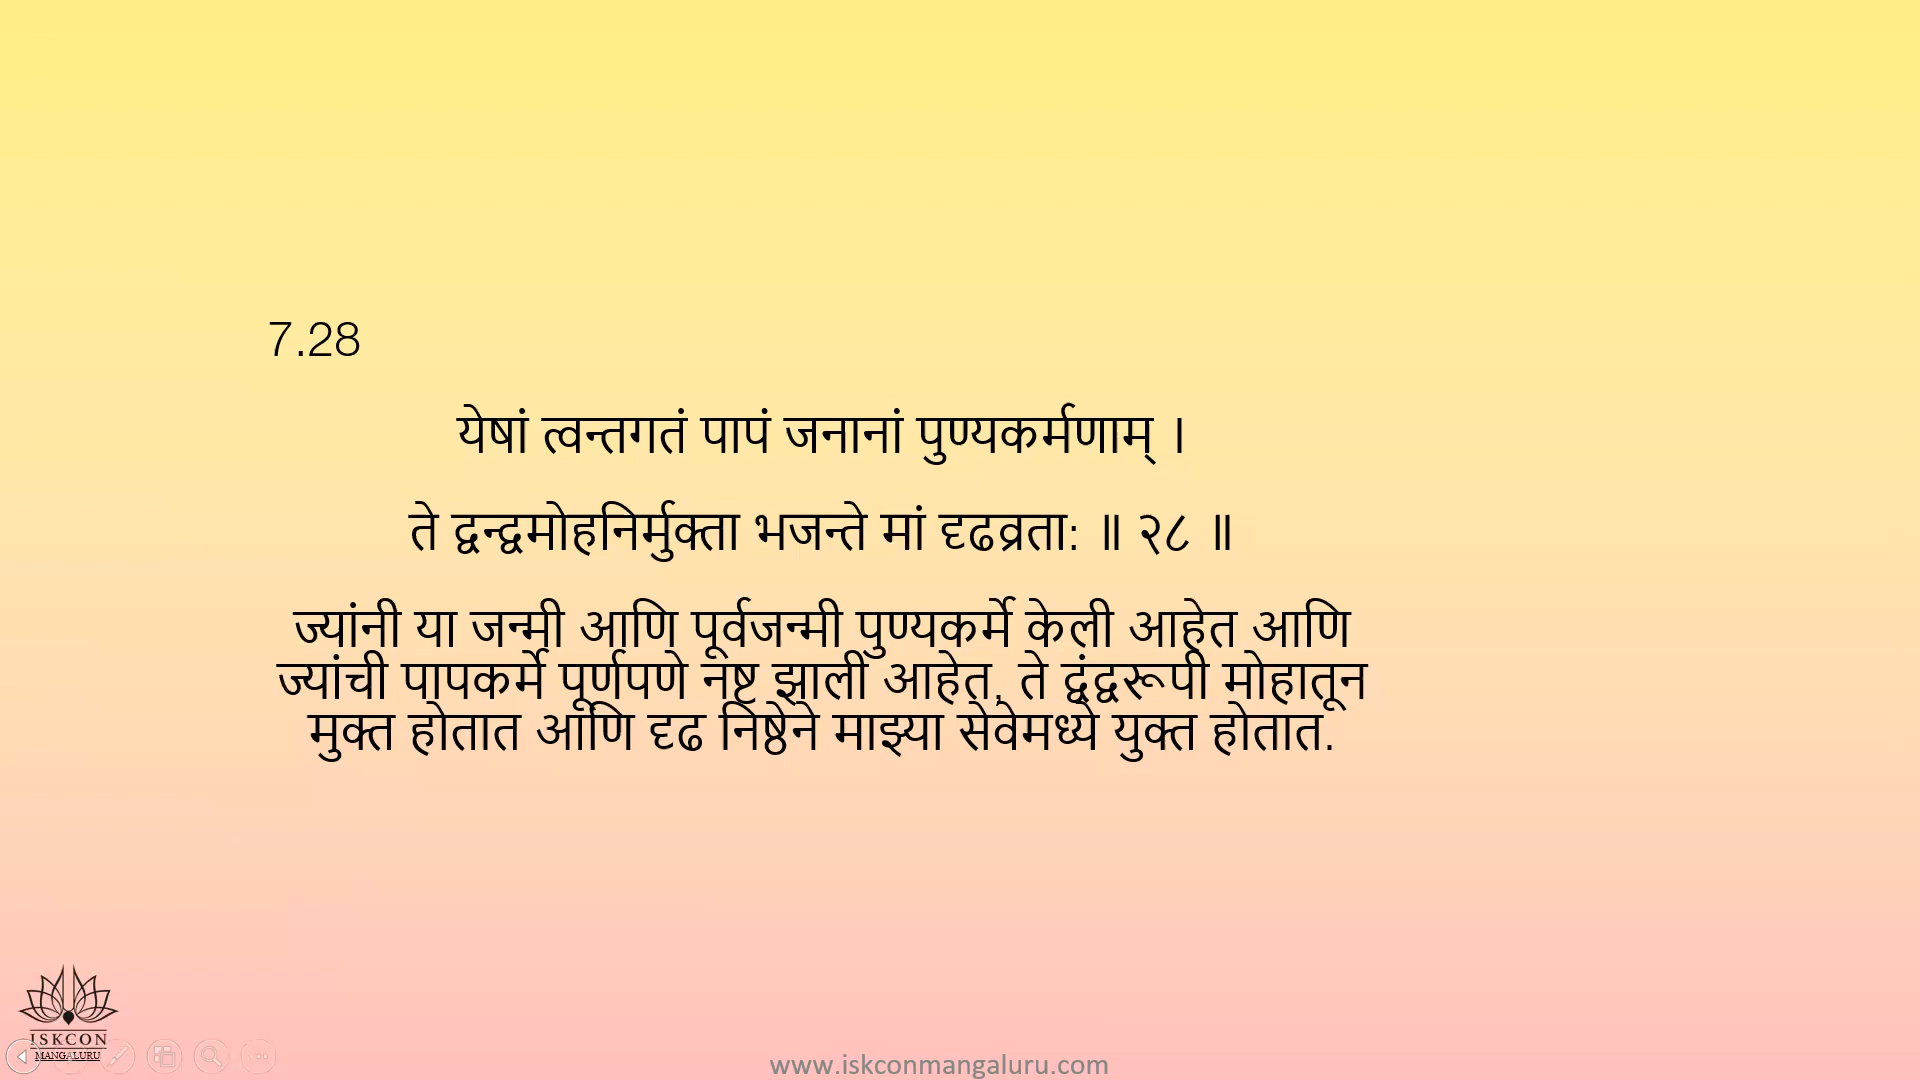 7.28
येषां त्वन्तगतं पापं जनानां पुण्यकर्मणाम् ।
ते द्वन्द्वमोहनिर्मुक्ता भजन्ते मां दृढव्रताः ॥ २८ ॥
ज्यांनी या जन्मी आणि पूर्वजन्मी पुण्यकर्मे केली आहेत आणि
ज्यांची पापकर्मे पूर्णपणे नष्ट झाली आहेत, ते द्वंद्वरूपी मोहातून
मुक्त होतात आणि दृढ निष्ठेने माझ्या सेवेमध्ये युक्त होतात.
ISKCON
MANGALURU
www.iskconmangaluru.com